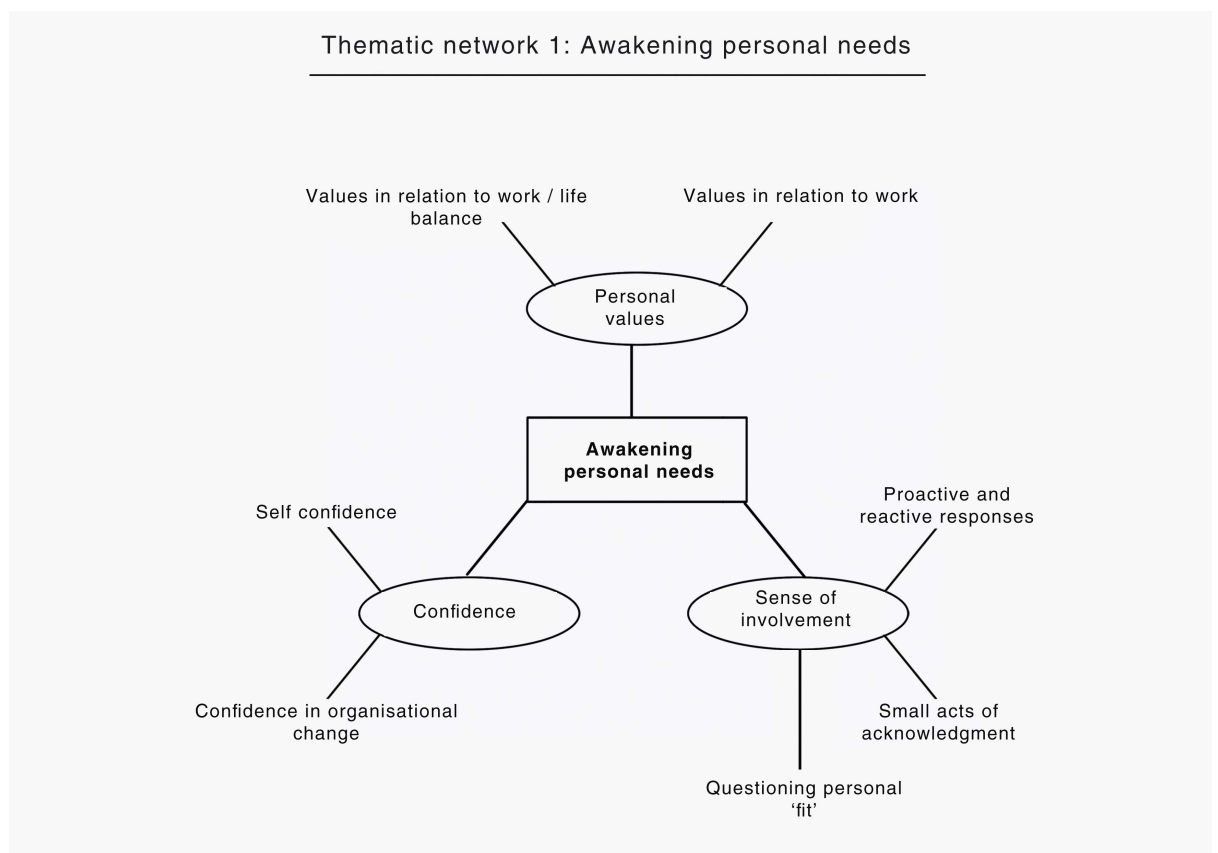 Thematic network 1: Awakening personal needs
Values in relation to work / life
balance
Values in relation to work
Personal
values
Awakening
personal needs
Self confidence
Proactive and
reactive responses
Confidence
Sense of
involvement
Confidence in organisational
change
Small acts of
acknowledgment
Questioning personal
‘fit’